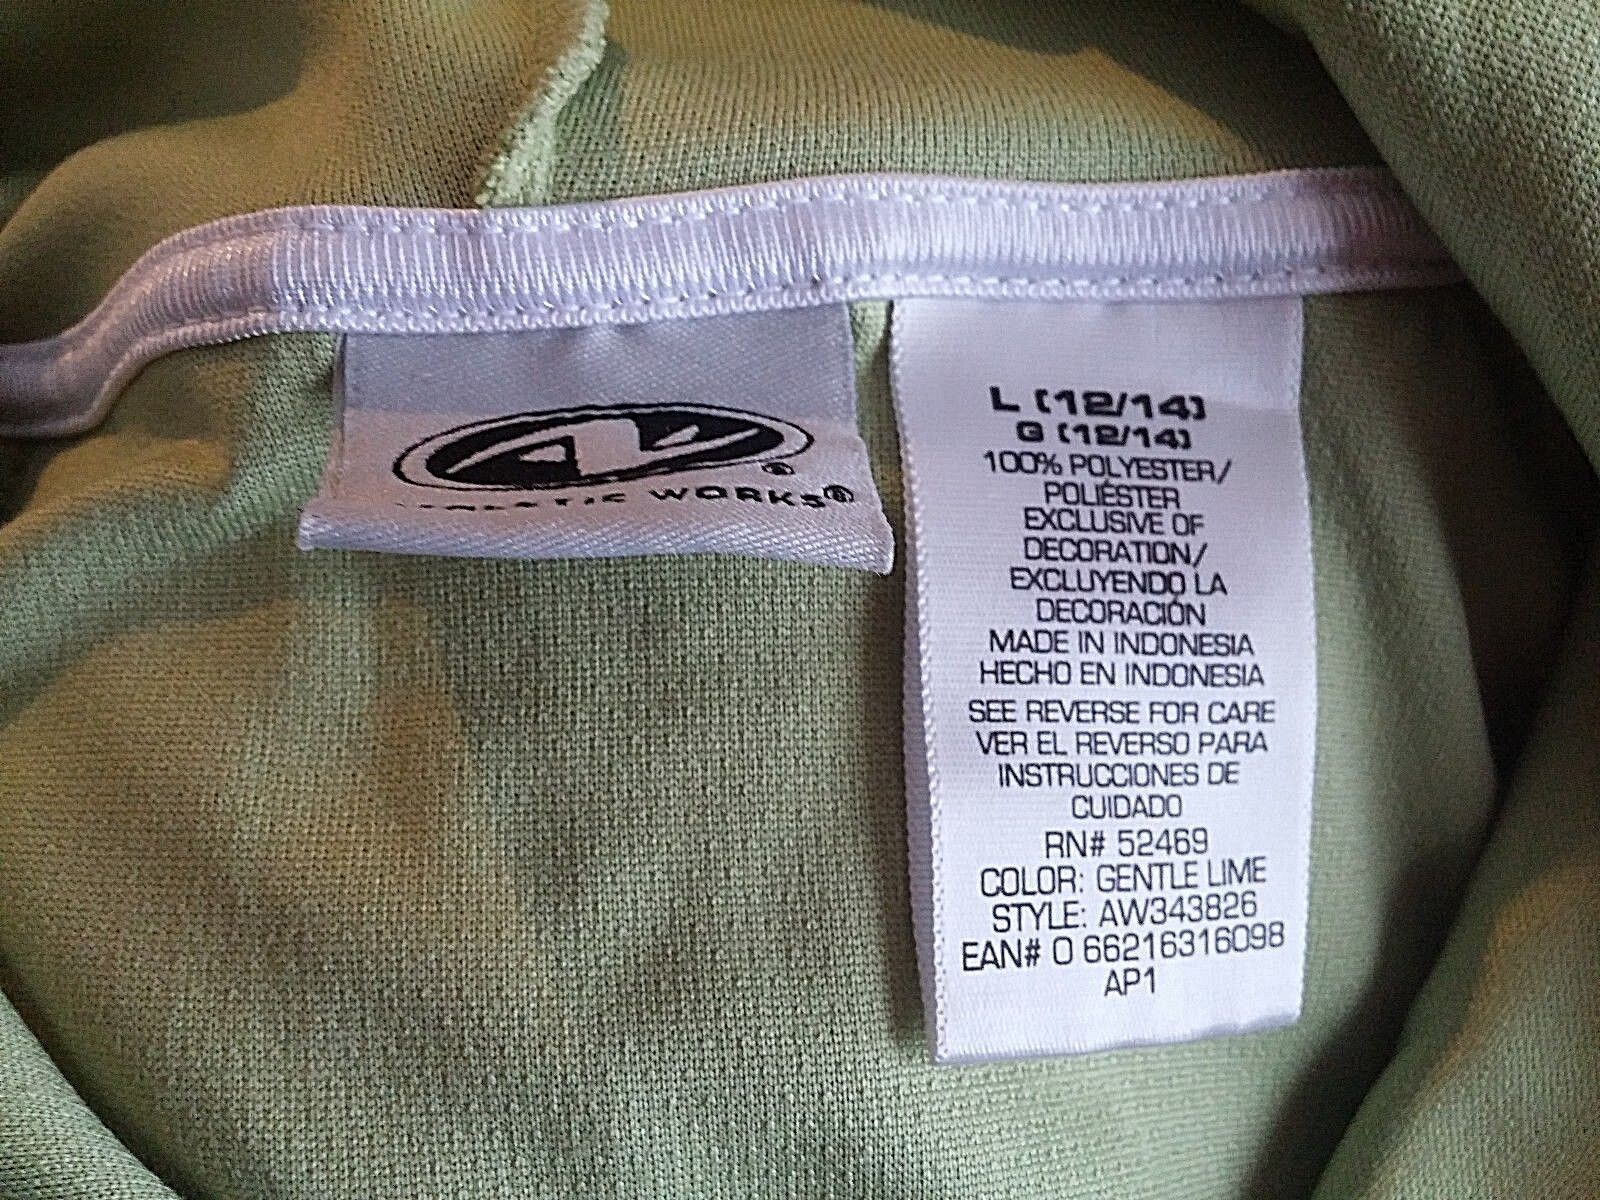 WORKS®
L (12/14)
G (12/14)
100% POLYESTER/
POLIÉSTER
EXCLUSIVE OF
DECORATION/
EXCLUYENDO LA
DECORACIÓN
MADE IN INDONESIA
HECHO EN INDONESIA
SEE REVERSE FOR CARE
VER EL REVERSO PARA
INSTRUCCIONES DE
CUIDADO
RN# 52469
COLOR: GENTLE LIME
STYLE: AW343826
EAN# 0 66216316098
AP1